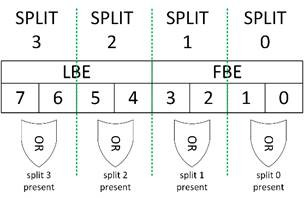 SPLIT SPLIT SPLIT SPLIT
3 2 1 0
LBE FBE
7 6 5 4 3 2 1 0
OR OR OR OR
split 3 split 2 split 1 split 0
present present present present